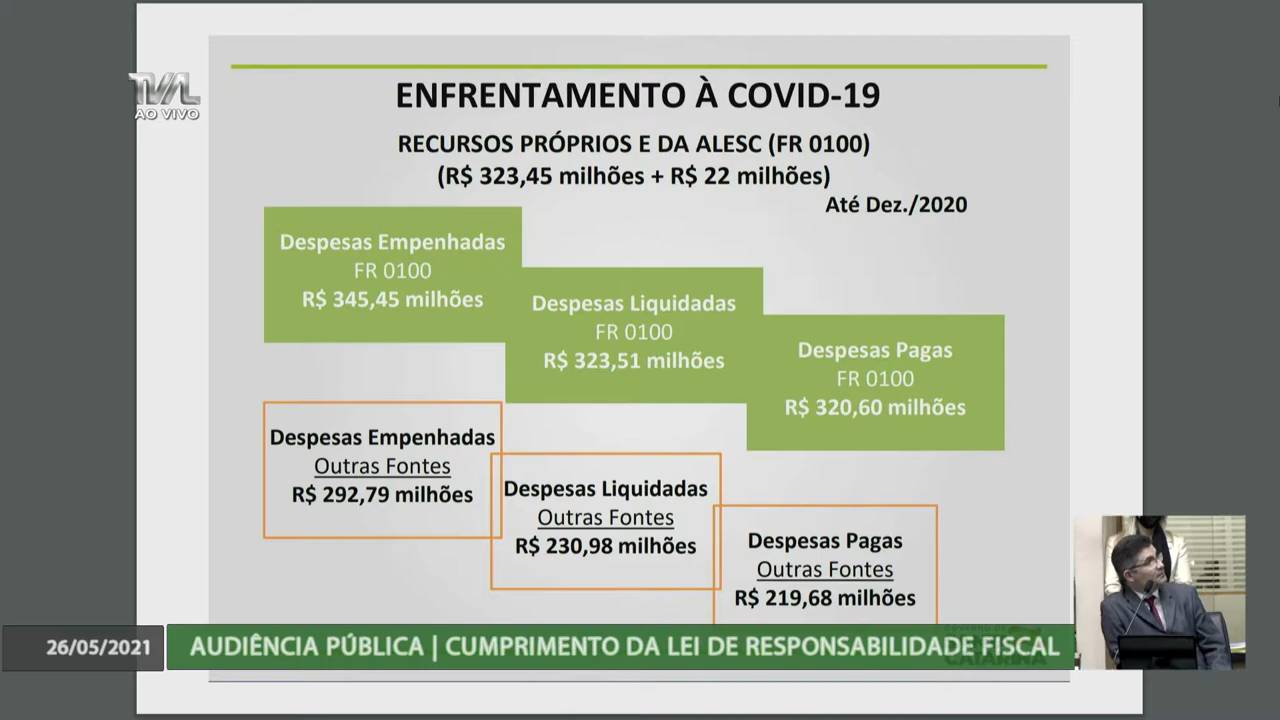 TVAL
AO VIVO
ENFRENTAMENTO À COVID-19
RECURSOS PRÓPRIOS E DA ALESC (FR 0100)
(R$ 323,45 milhões + R$ 22 milhões)
Até Dez./2020
Despesas Empenhadas
FR 0100
R$ 345,45 milhões
Despesas Liquidadas
FR 0100
R$ 323,51 milhões
Despesas Pagas
FR 0100
R$ 320,60 milhões
Despesas Empenhadas
Outras Fontes
R$ 292,79 milhões
Despesas Liquidadas
Outras Fontes
R$ 230,98 milhões
Despesas Pagas
Outras Fontes
R$ 219,68 milhões
26/05/2021
AUDIÊNCIA PÚBLICA | CUMPRIMENTO DA LEI DE RESPONSABILIDADE FISCAL